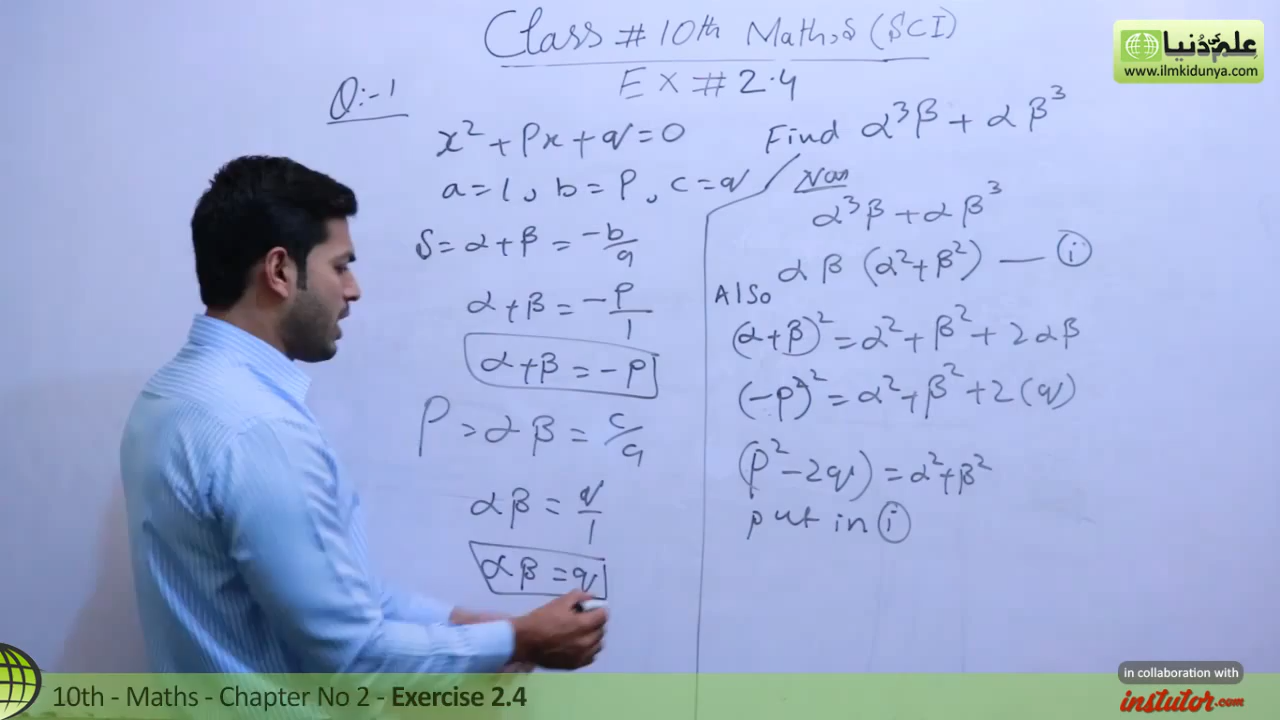 Class # 10th Maths (SCI)
EX # 2.4
Q:-1
x² + Px + q = 0
a = 1, b = P, c = q
S = α + β = -b/a
α + β = -P/1
α + β = -P
P = αβ = c/a
αβ = q/1
αβ = q
Find α³β + αβ³
Now
α³β + αβ³
αβ (α² + β²) — (i)
Also
(α + β)² = α² + β² + 2αβ
(-P)² = α² + β² + 2(q)
(P² - 2q) = α² + β²
put in (i)
علم کی دُنیا
www.ilmkidunya.com
10th - Maths - Chapter No 2 - Exercise 2.4
in collaboration with
instutor.com